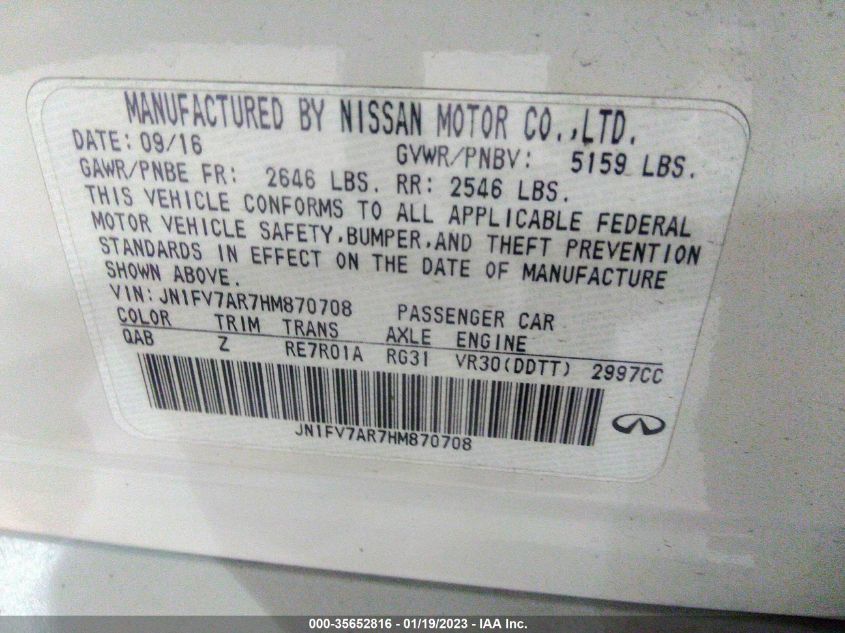 MANUFACTURED BY NISSAN MOTOR CO.,LTD.
DATE: 09/16 GVWR/PNBV: 5159 LBS.
GAWR/PNBE FR: 2646 LBS. RR: 2546 LBS.
THIS VEHICLE CONFORMS TO ALL APPLICABLE FEDERAL
MOTOR VEHICLE SAFETY,BUMPER,AND THEFT PREVENTION
STANDARDS IN EFFECT ON THE DATE OF MANUFACTURE
SHOWN ABOVE.
VIN: JN1FV7AR7HM870708 PASSENGER CAR
COLOR TRIM TRANS AXLE ENGINE
QAB Z RE7R01A RG31 VR30(DDTT) 2997CC
JN1FV7AR7HM870708
000-35652816 - 01/19/2023 - IAA Inc.